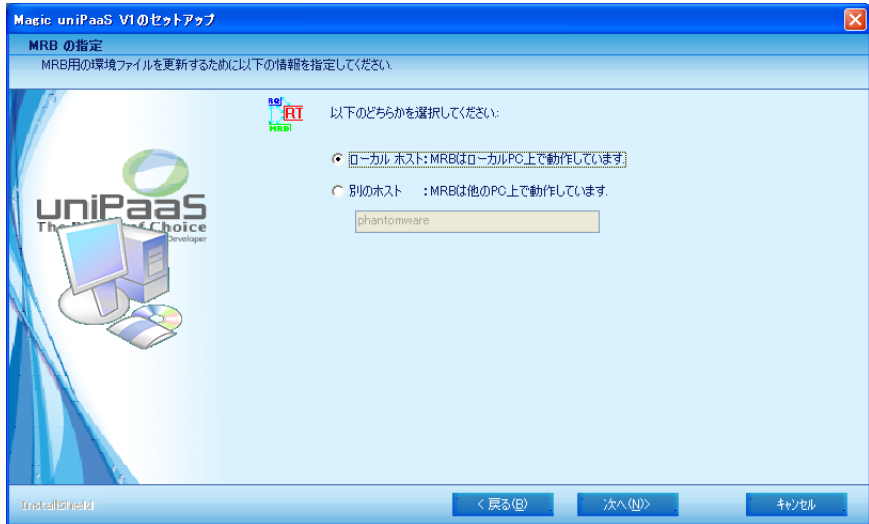 Magic uniPaaS V1のセットアップ
MRB の指定
MRB用の環境ファイルを更新するために以下の情報を指定してください.
RQ/
RT
MRB/
以下のどちらかを選択してください:
ローカル ホスト: MRBはローカルPC上で動作しています.
別のホスト : MRBは他のPC上で動作しています.
phantomware
uniPaaS
The of Choice
Developer
InstallShield
< 戻る(B)
次へ(N)>
キャンセル